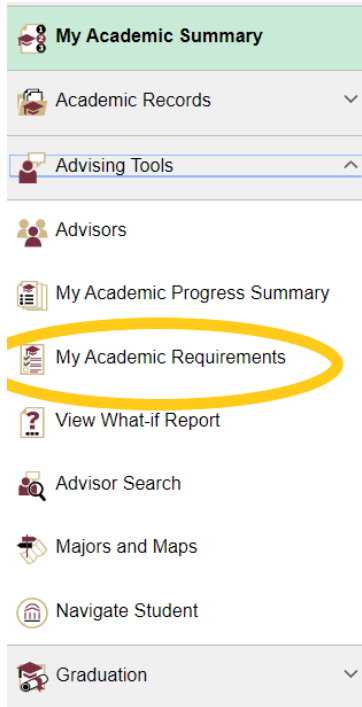 My Academic Summary
Academic Records
Advising Tools
Advisors
My Academic Progress Summary
My Academic Requirements
View What-if Report
Advisor Search
Majors and Maps
Navigate Student
Graduation